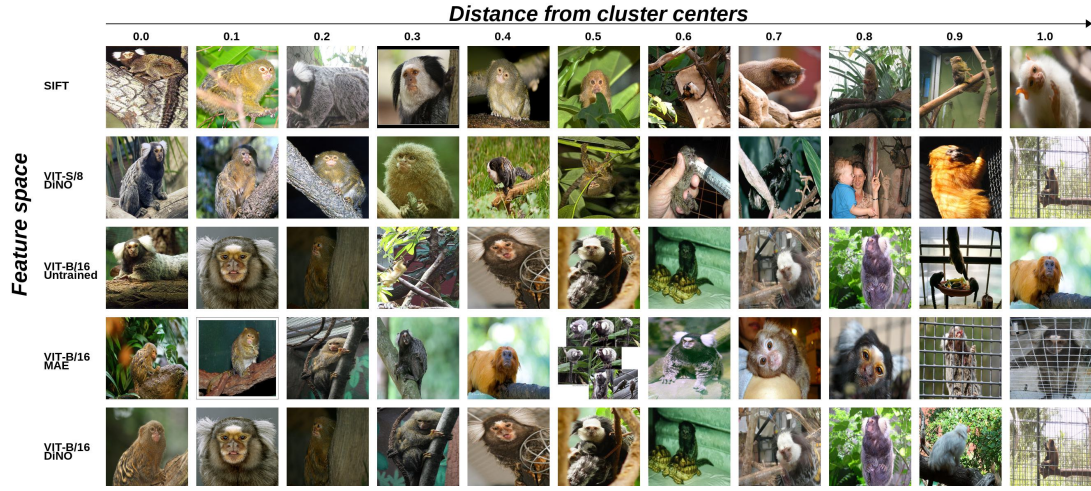 Distance from cluster centers
0.0 0.1 0.2 0.3 0.4 0.5 0.6 0.7 0.8 0.9 1.0
Feature space
SIFT
VIT-S/8
DiNO
VIT-B/16
Untrained
VIT-B/16
MAE
VIT-B/16
DiNO